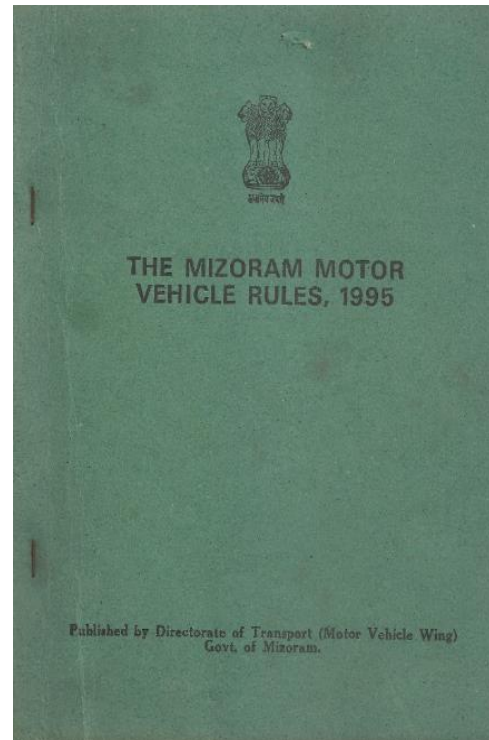 सत्यमेव जयते
THE MIZORAM MOTOR
VEHICLE RULES, 1995
Published by Directorate of Transport (Motor Vehicle Wing)
Govt. of Mizoram.